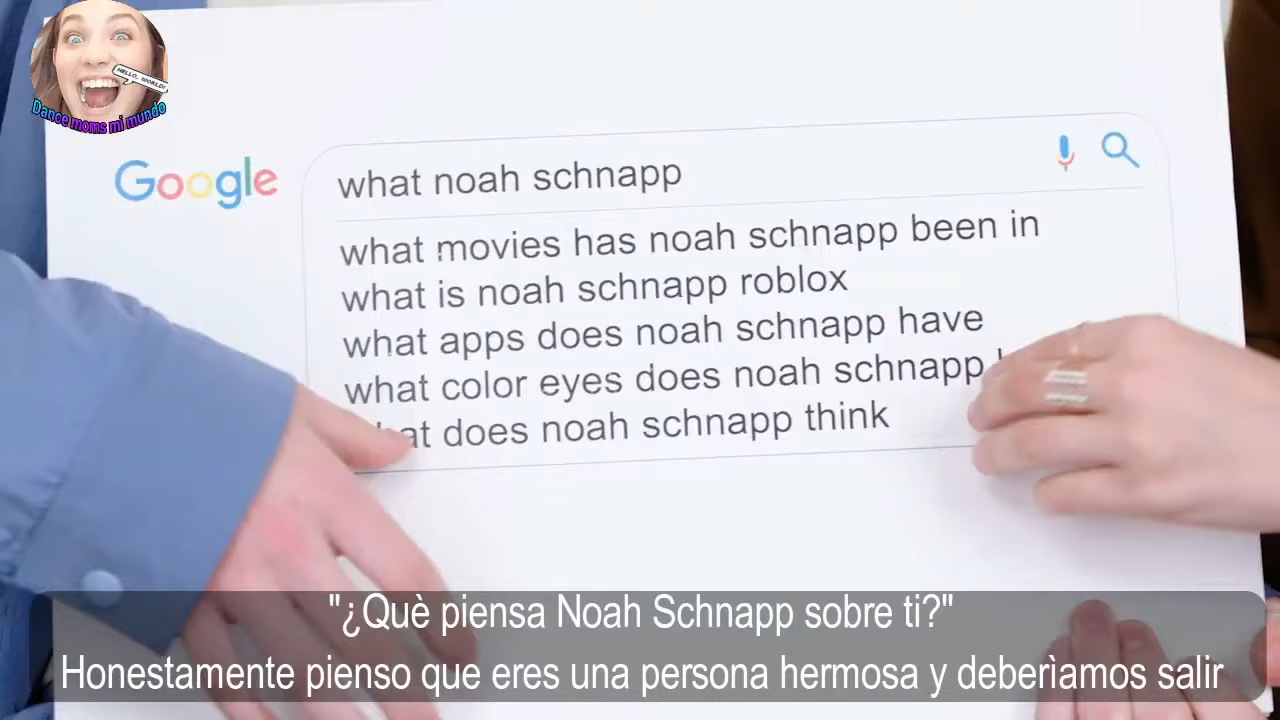 HELLO, WORLD!
Dance moms mi mundo
Google
what noah schnapp
what movies has noah schnapp been in
what is noah schnapp roblox
what apps does noah schnapp have
what color eyes does noah schnapp
does noah schnapp think
"¿Què piensa Noah Schnapp sobre ti?"
Honestamente pienso que eres una persona hermosa y deberìamos salir